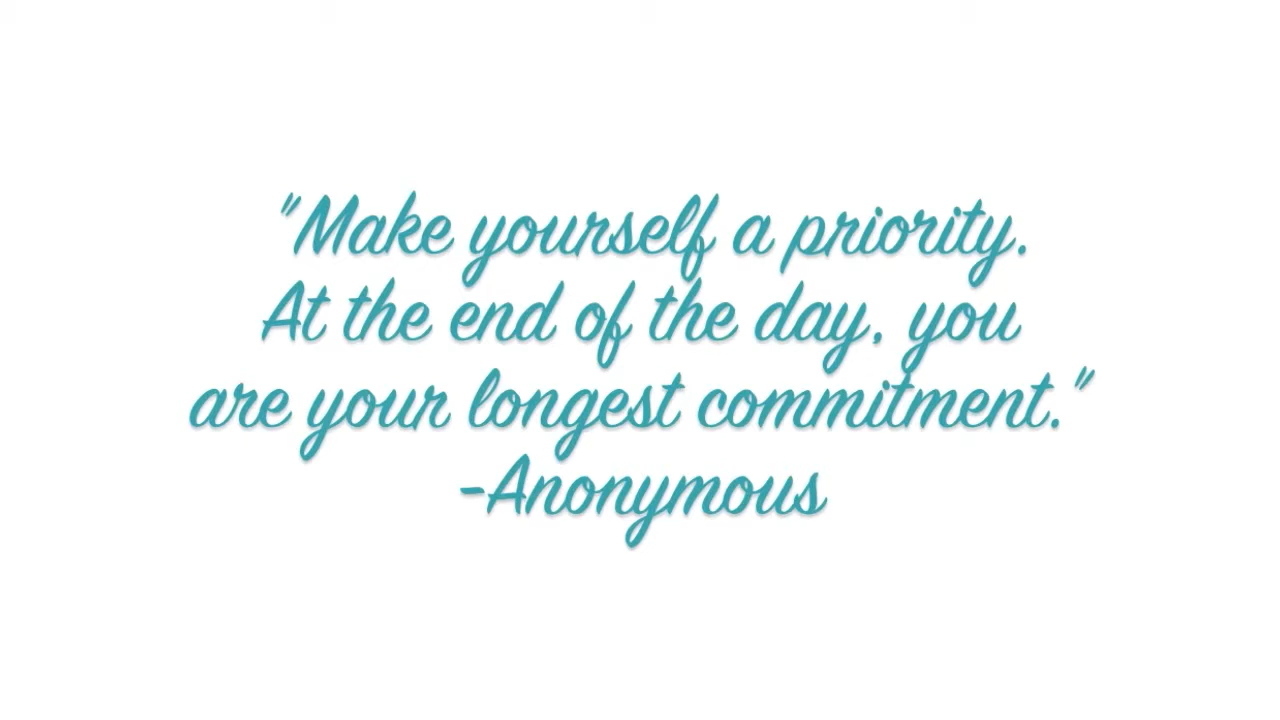 "Make yourself a priority.
At the end of the day, you
are your longest commitment."
-Anonymous